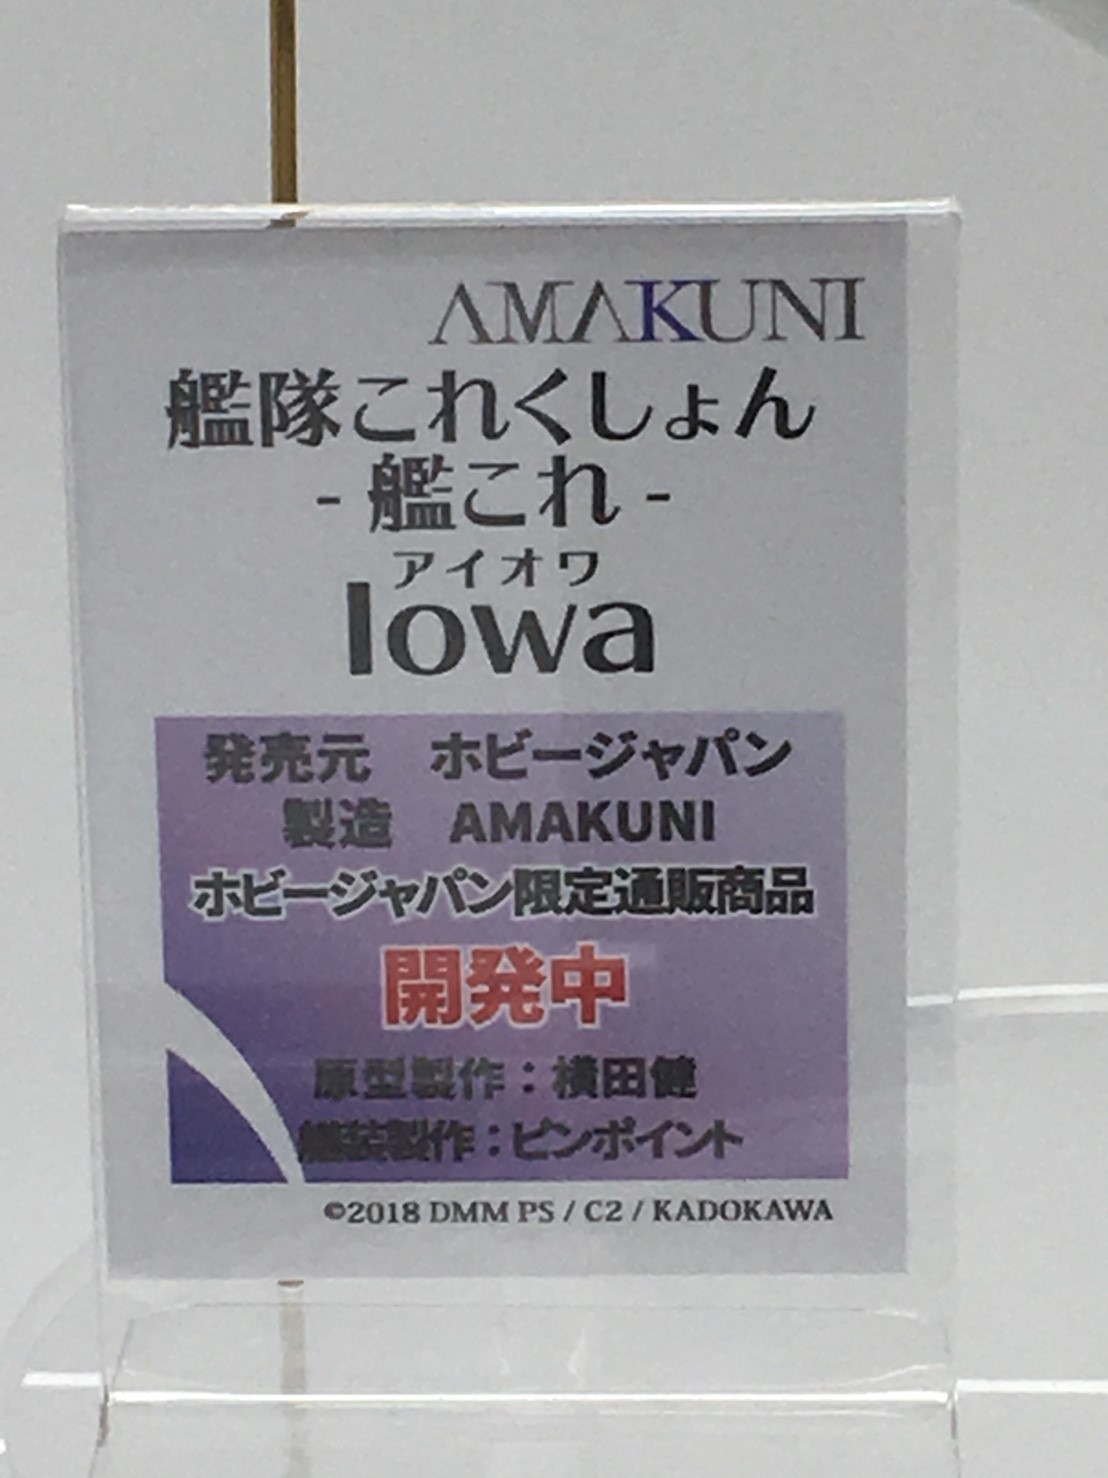 AMAKUNI
艦隊これくしょん
- 艦これ -
アイオワ
Iowa
発売元　ホビージャパン
製造　AMAKUNI
ホビージャパン限定通販商品
開発中
原型製作：横田健
艤装製作：ピンポイント
©2018 DMM PS / C2 / KADOKAWA